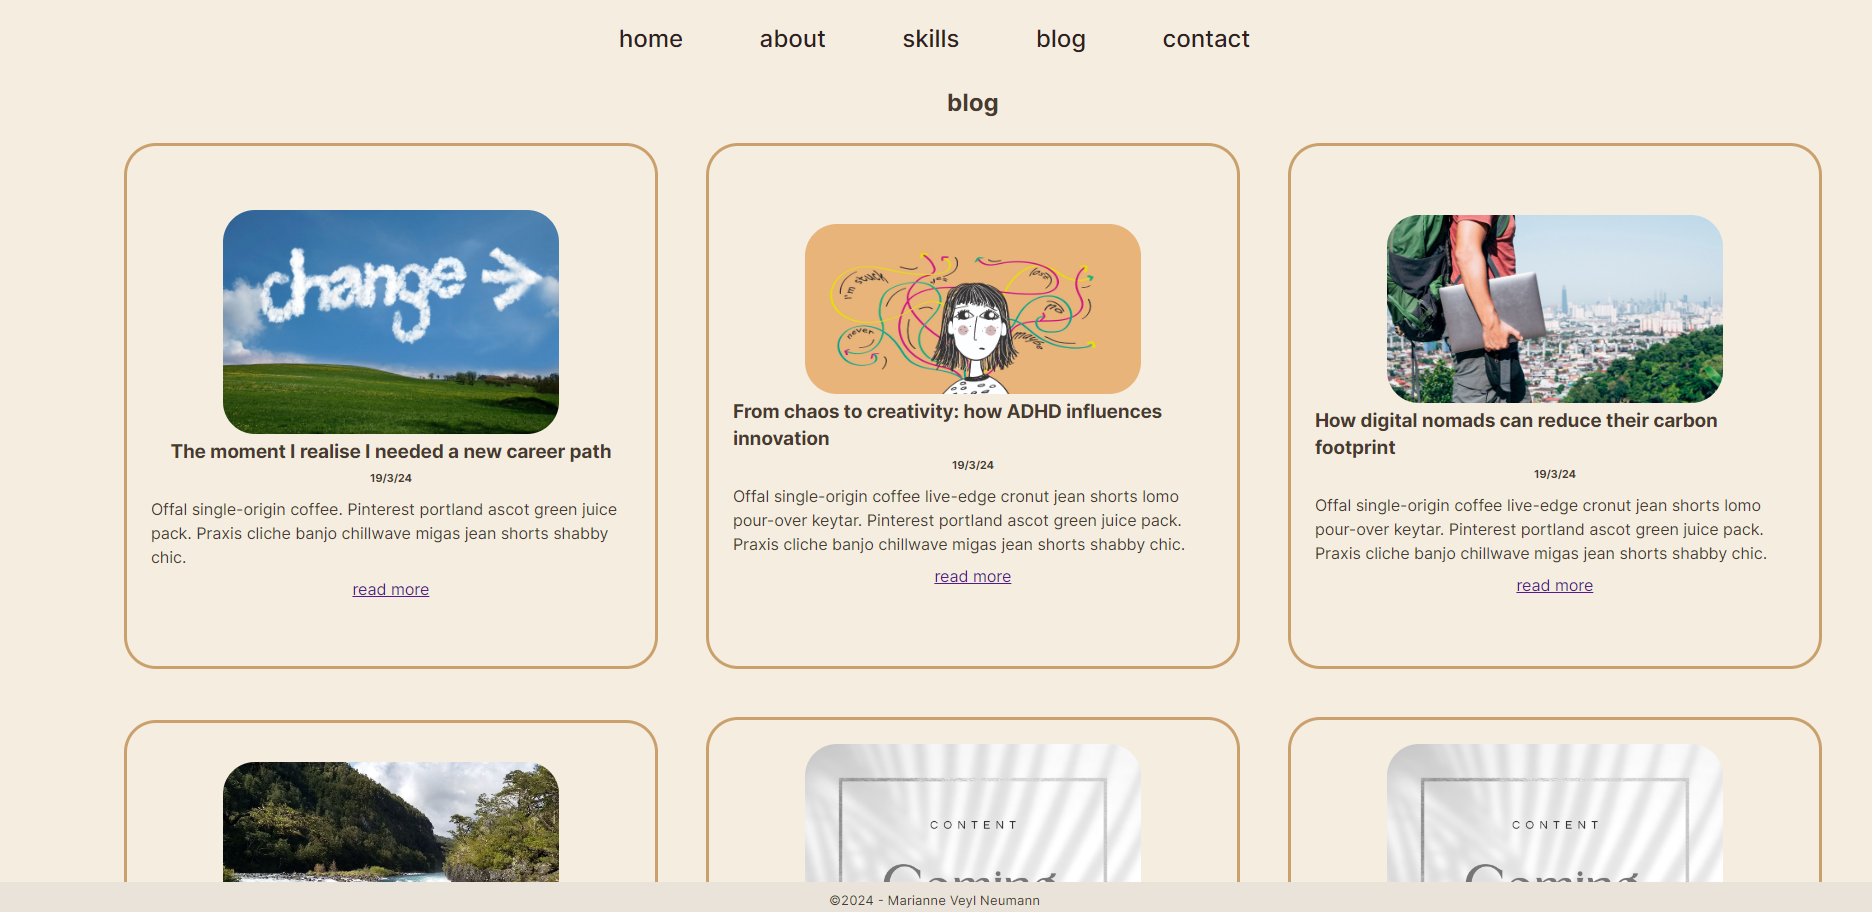 home about skills blog contact
blog
change →
The moment I realise I needed a new career path
19/3/24
Offal single-origin coffee. Pinterest portland ascot green juice
pack. Praxis cliche banjo chillwave migas jean shorts shabby
chic.
read more
I'm stuck
never
maybe
From chaos to creativity: how ADHD influences
innovation
19/3/24
Offal single-origin coffee live-edge cronut jean shorts lomo
pour-over keytar. Pinterest portland ascot green juice pack.
Praxis cliche banjo chillwave migas jean shorts shabby chic.
read more
How digital nomads can reduce their carbon
footprint
19/3/24
Offal single-origin coffee live-edge cronut jean shorts lomo
pour-over keytar. Pinterest portland ascot green juice pack.
Praxis cliche banjo chillwave migas jean shorts shabby chic.
read more
CONTENT
Coming
CONTENT
Coming
©2024 - Marianne Veyl Neumann